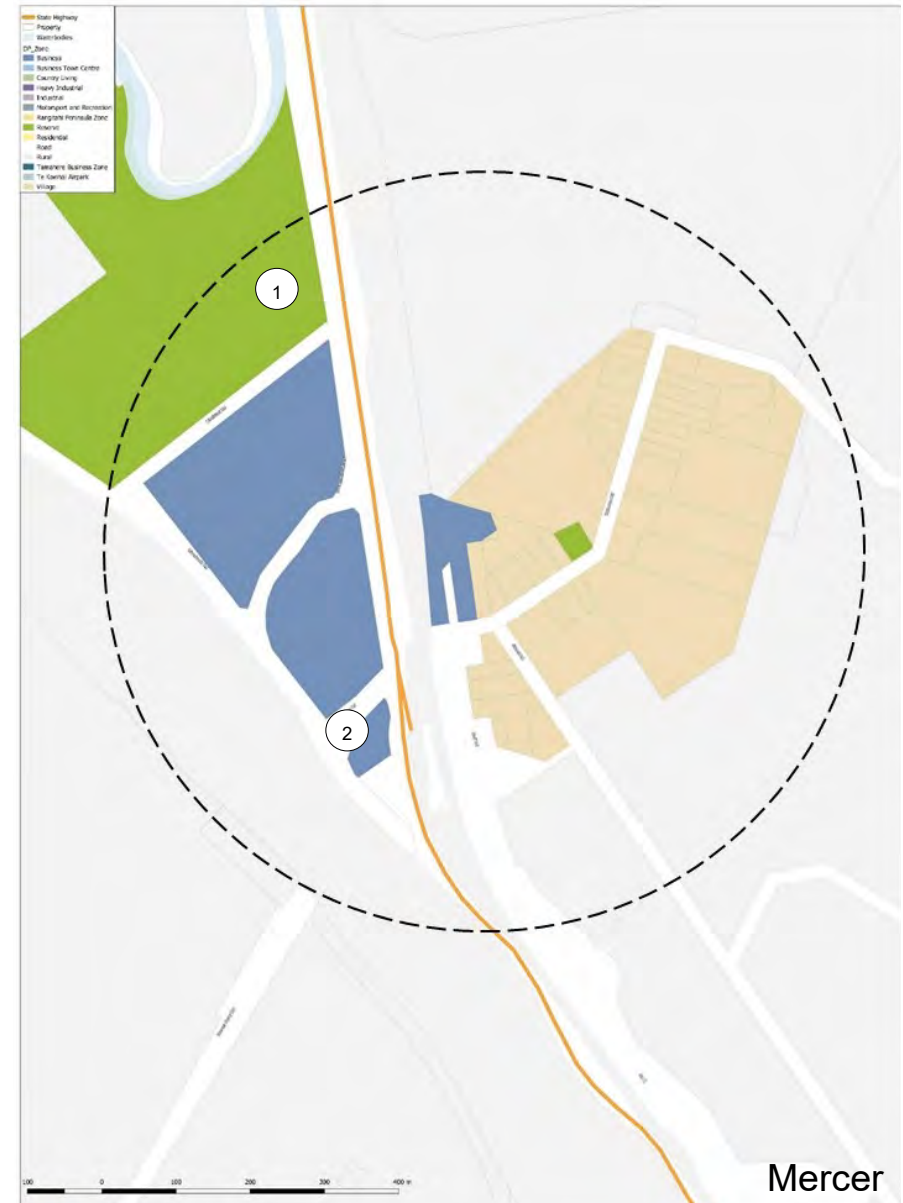 State Highway
Property
Waterbodies
DP_Zone
Business
Business Town Centre
Country Living
Heavy Industrial
Industrial
Motorsport and Recreation
Rangitahi Peninsula Zone
Reserve
Residential
Road
Rural
Tamahere Business Zone
Te Kowhai Airpark
Village
1
2
100 0 100 200 300 400 m
Mercer